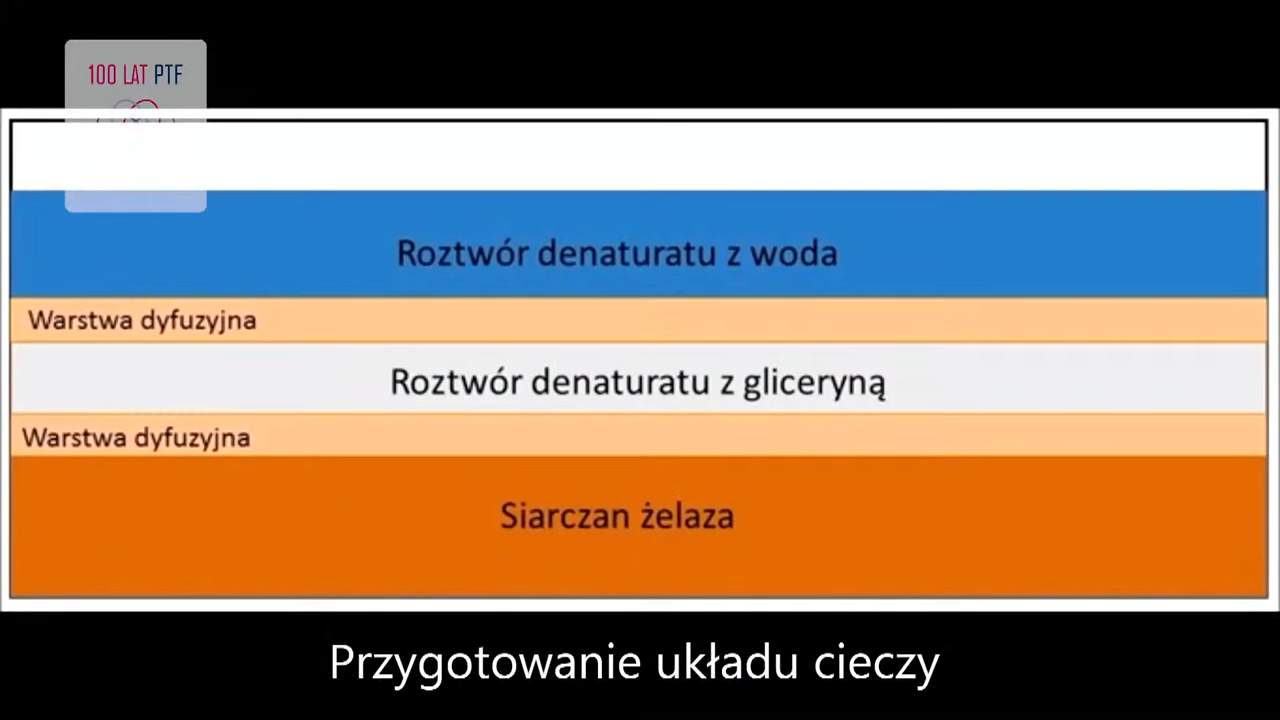 100 LAT PTF
Roztwór denaturatu z woda
Warstwa dyfuzyjna
Roztwór denaturatu z gliceryną
Warstwa dyfuzyjna
Siarczan żelaza
Przygotowanie układu cieczy